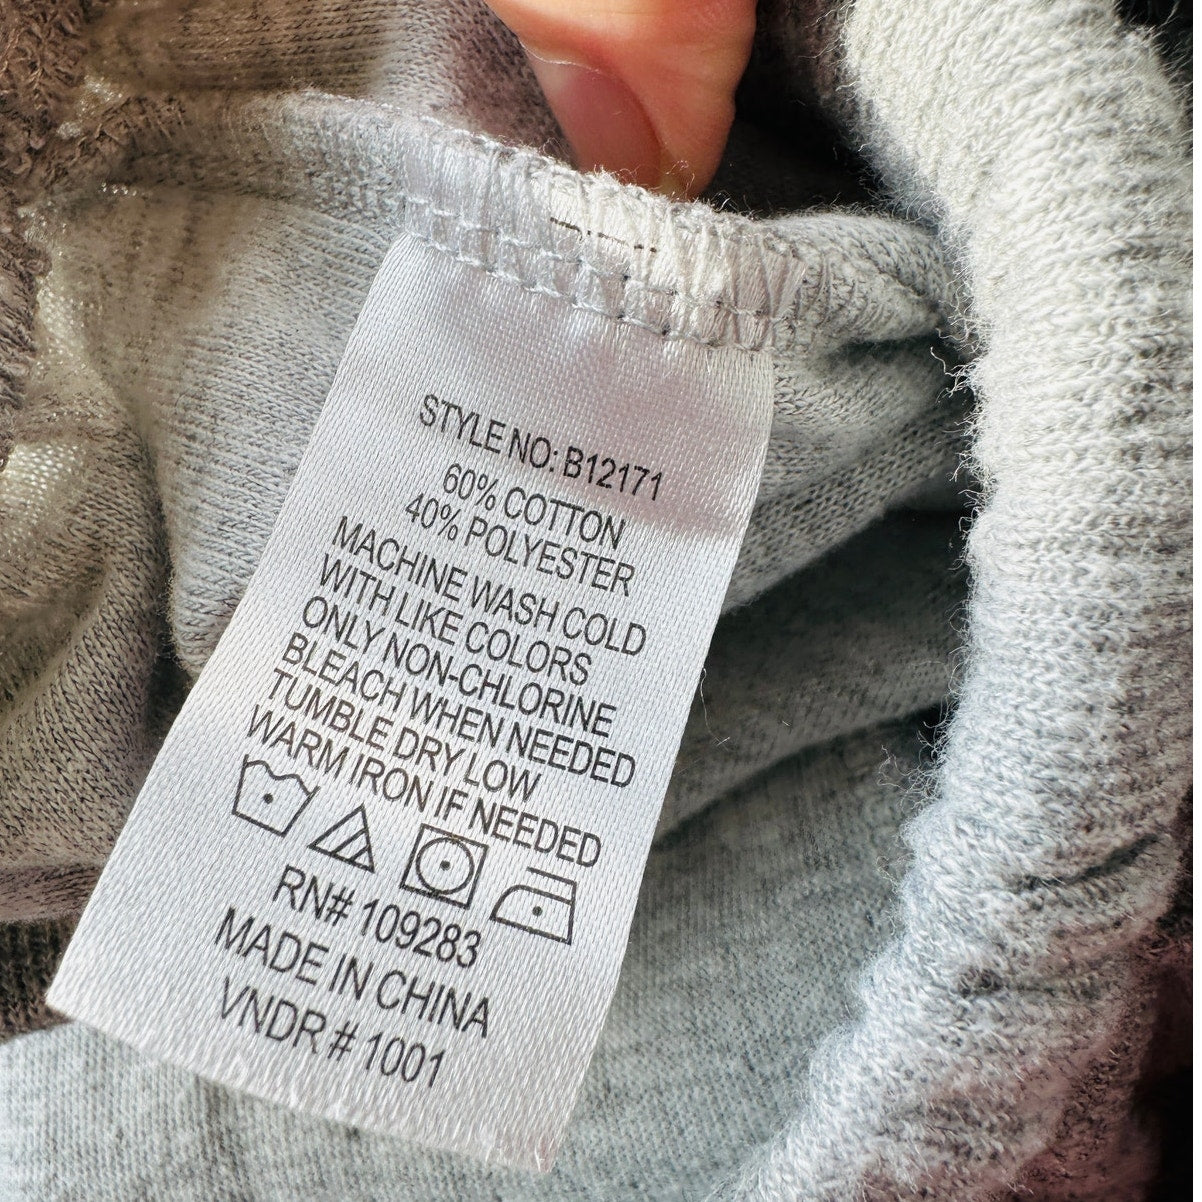 STYLE NO: B12171
60% COTTON
40% POLYESTER
MACHINE WASH COLD
WITH LIKE COLORS
ONLY NON-CHLORINE
BLEACH WHEN NEEDED
TUMBLE DRY LOW
WARM IRON IF NEEDED
RN# 109283
MADE IN CHINA
VNDR # 1001